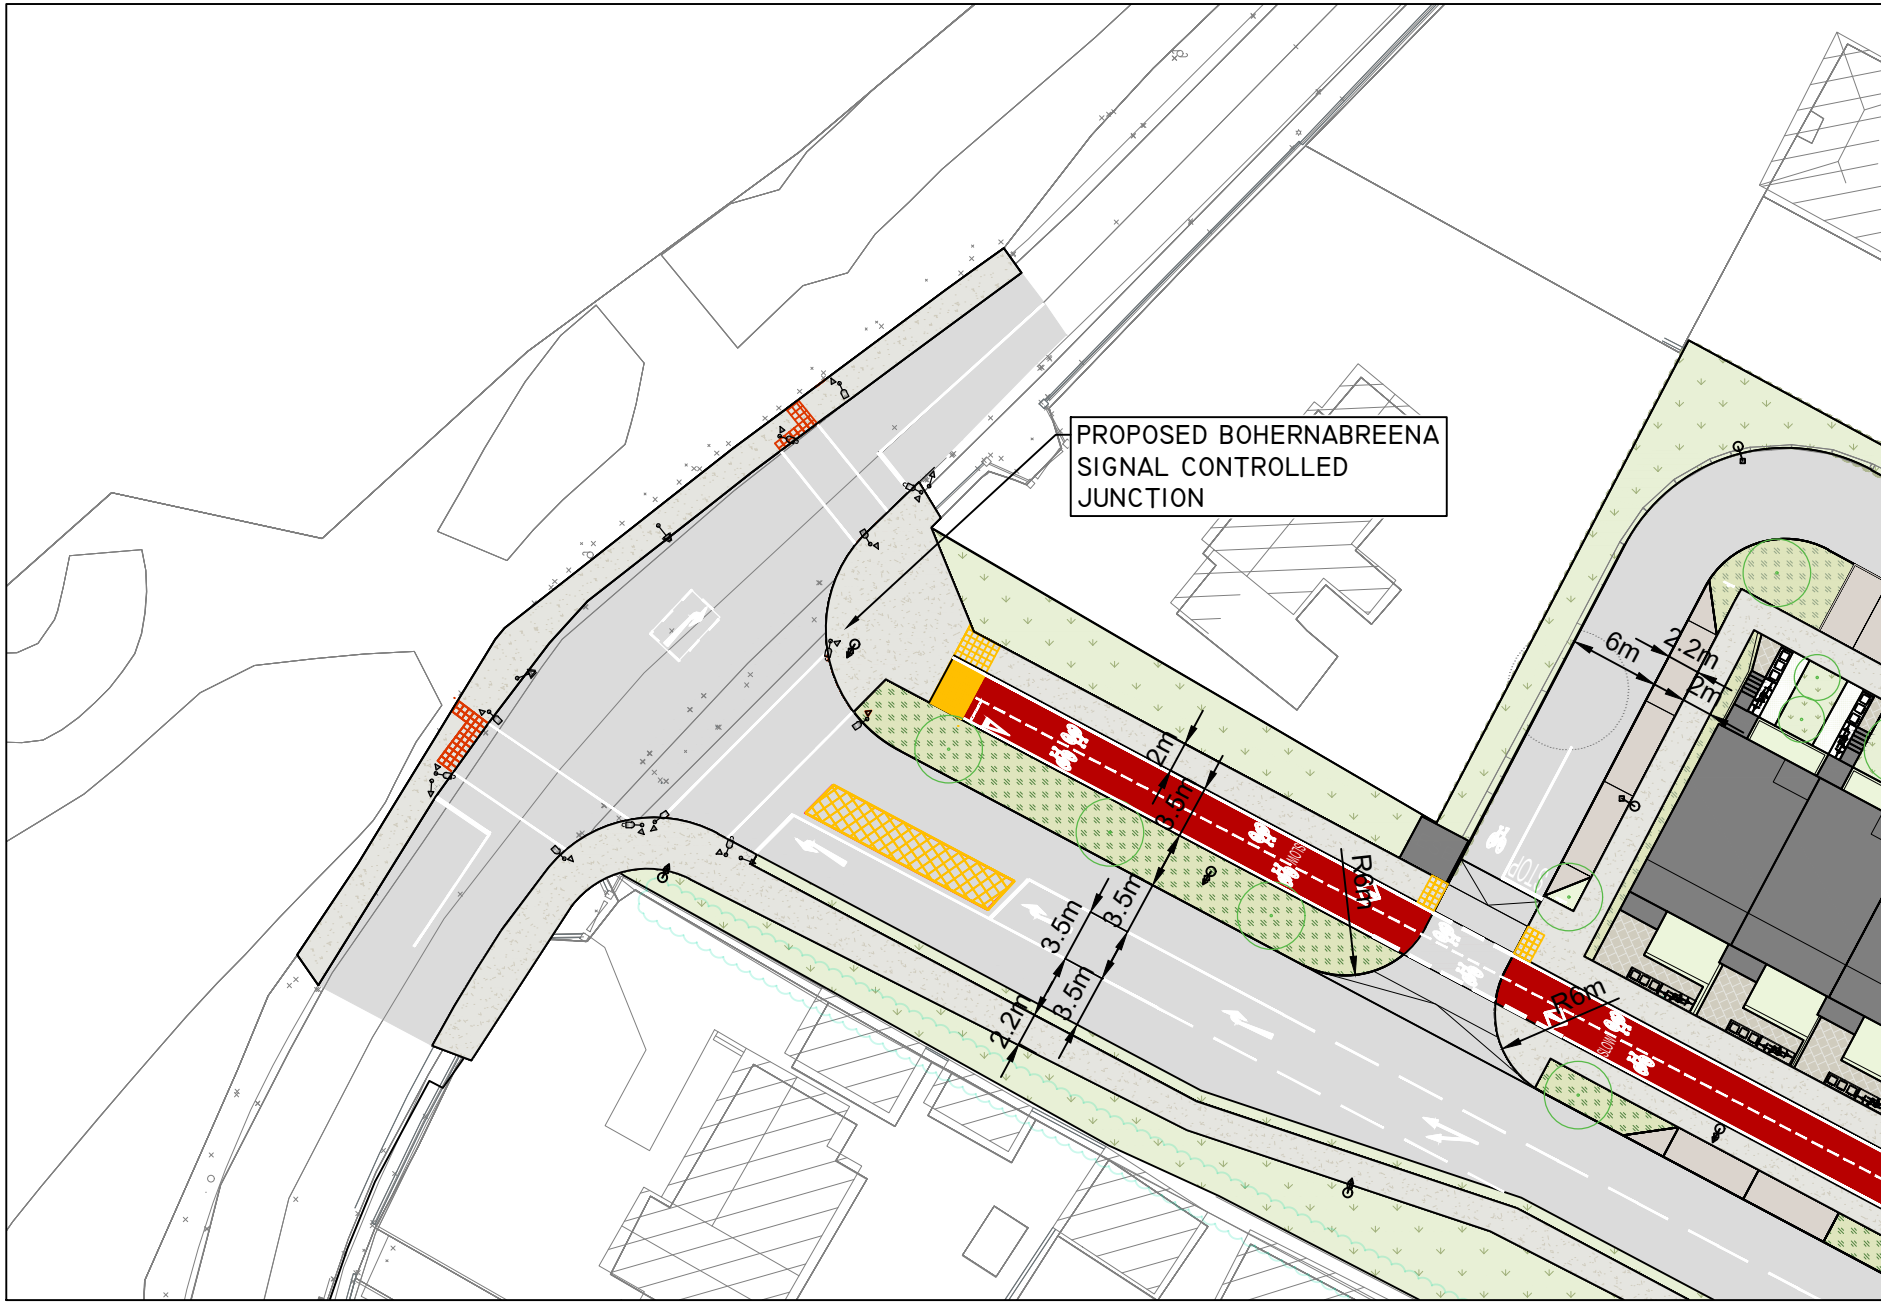 PROPOSED BOHERNABREENA
SIGNAL CONTROLLED
JUNCTION
6m
2.2m
2m
2m
3.5m
R6m
3.5m
3.5m
3.5m
2.2m
R6m
STOP
SLOW
SLOW